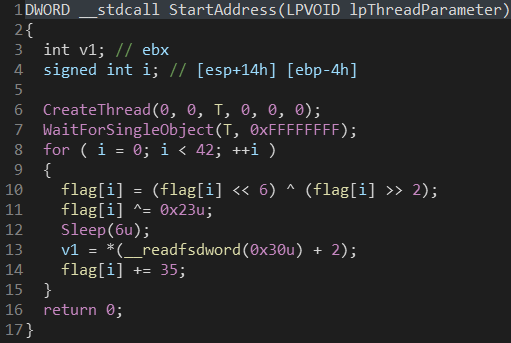 1 DWORD __stdcall StartAddress(LPVOID lpThreadParameter)
2 {
3   int v1; // ebx
4   signed int i; // [esp+14h] [ebp-4h]
5
6   CreateThread(0, 0, T, 0, 0, 0);
7   WaitForSingleObject(T, 0xFFFFFFFF);
8   for ( i = 0; i < 42; ++i )
9   {
10     flag[i] = (flag[i] << 6) ^ (flag[i] >> 2);
11     flag[i] ^= 0x23u;
12     Sleep(6u);
13     v1 = *(__readfsdword(0x30u) + 2);
14     flag[i] += 35;
15   }
16   return 0;
17 }